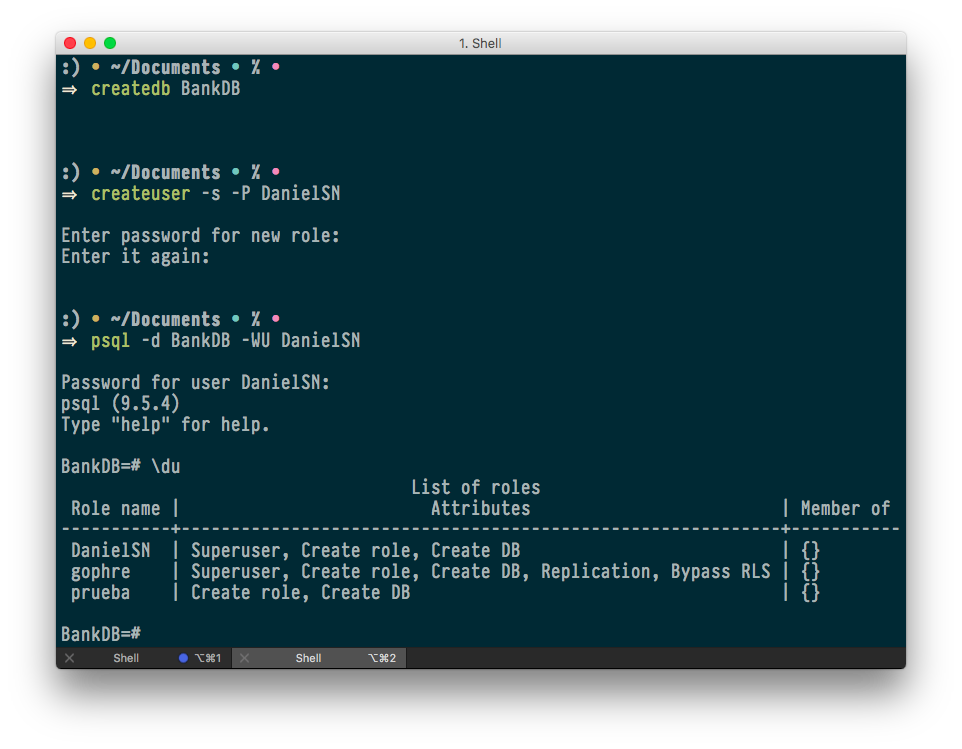 1. Shell
:) • ~/Documents • % •
⇒ createdb BankDB
:) • ~/Documents • % •
⇒ createuser -s -P DanielSN
Enter password for new role:
Enter it again:
:) • ~/Documents • % •
⇒ psql -d BankDB -WU DanielSN
Password for user DanielSN:
psql (9.5.4)
Type "help" for help.
BankDB=# \du
                                   List of roles
 Role name |                         Attributes                         | Member of
-----------+------------------------------------------------------------+-----------
 DanielSN  | Superuser, Create role, Create DB                          | {}
 gophre    | Superuser, Create role, Create DB, Replication, Bypass RLS | {}
 prueba    | Create role, Create DB                                     | {}
BankDB=#
Shell ⌥⌘1 Shell ⌥⌘2